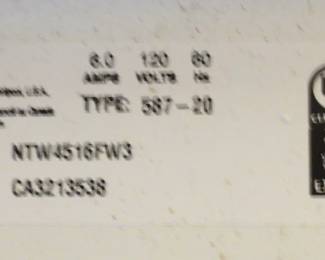 6.0 120 60
AMPS VOLTS Hz
U.S.A.
TYPE: 587-20
NTW4516FW3
CA3213538